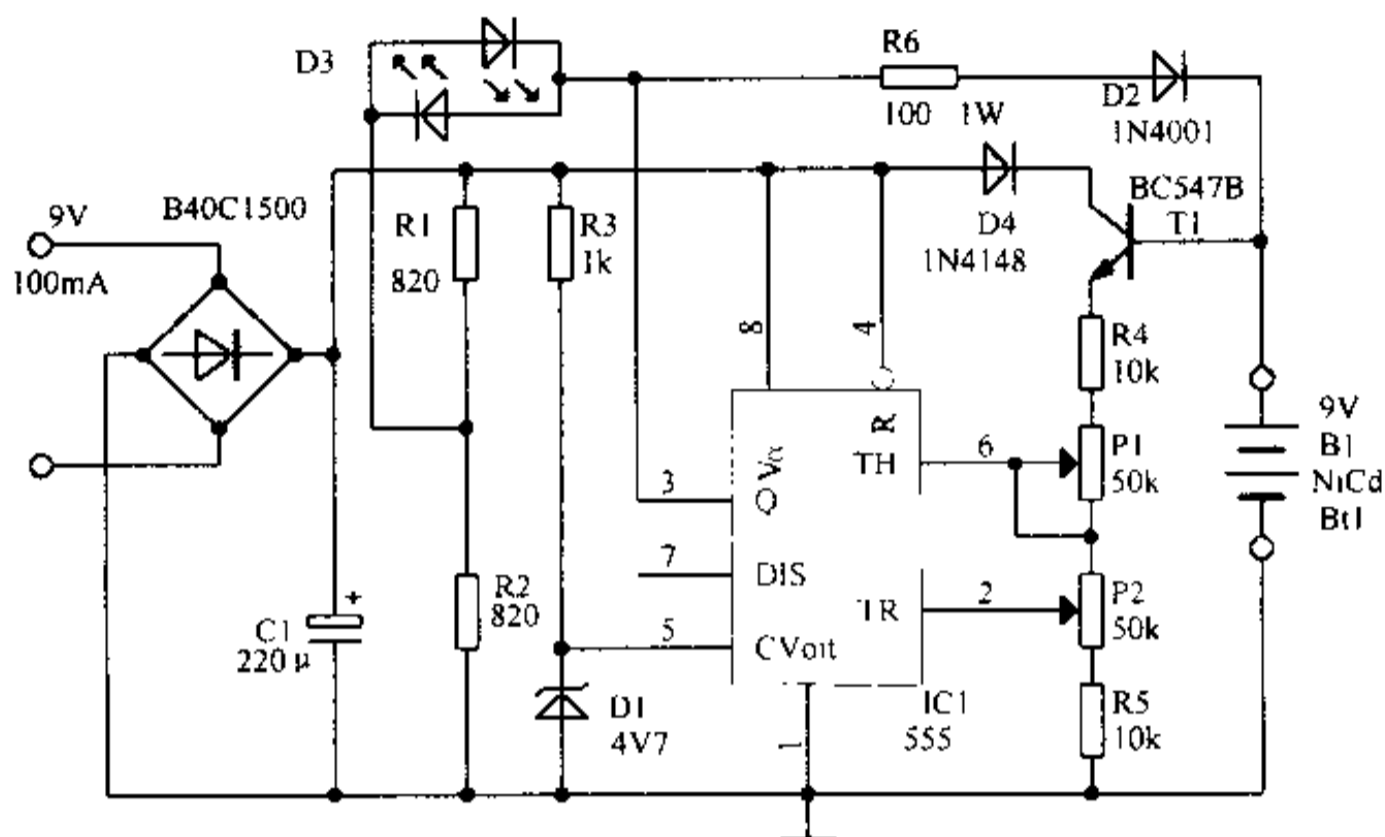 D3
R6
100 1W
D2
1N4001
9V
100mA
B40C1500
R1
820
R3
1k
D4
1N4148
BC547B
T1
8
4
R4
10k
R
Vcc
TH
6
P1
50k
9V
B1
NiCd
Bt1
3
Q
7
DIS
TR
2
P2
50k
R2
820
C1
+
220 µ
5
CVolt
D1
4V7
1
IC1
555
R5
10k